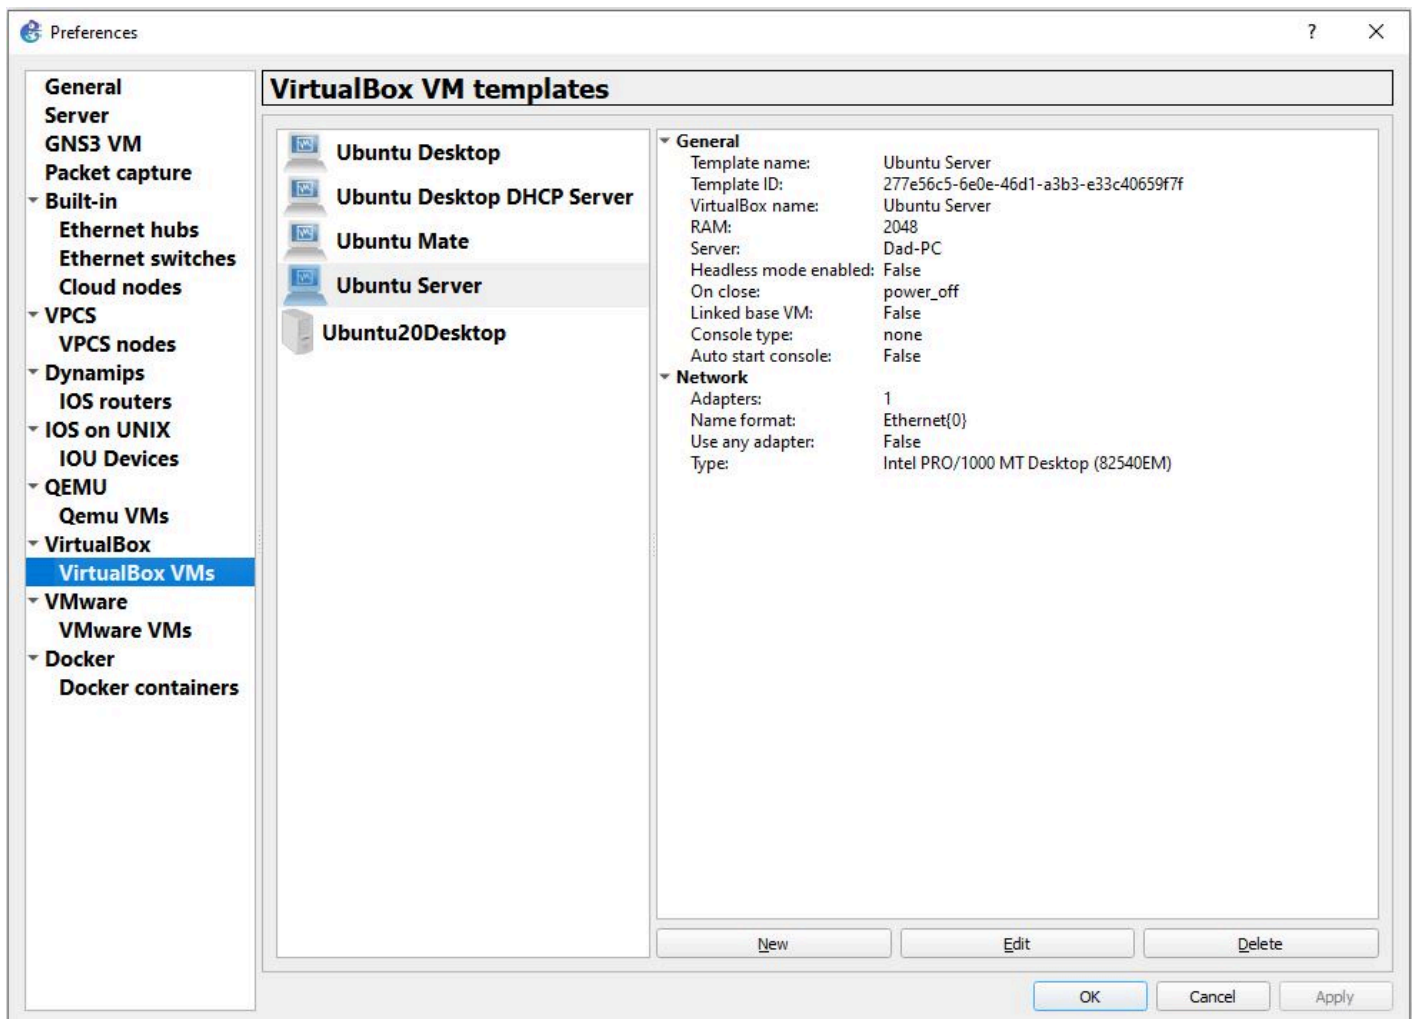 Preferences
?
General
Server
GNS3 VM
Packet capture
Built-in
Ethernet hubs
Ethernet switches
Cloud nodes
VPCS
VPCS nodes
Dynamips
IOS routers
IOS on UNIX
IOU Devices
QEMU
Qemu VMs
VirtualBox
VirtualBox VMs
VMware
VMware VMs
Docker
Docker containers
VirtualBox VM templates
Ubuntu Desktop
Ubuntu Desktop DHCP Server
Ubuntu Mate
Ubuntu Server
Ubuntu20Desktop
General
Template name: Ubuntu Server
Template ID: 277e56c5-6e0e-46d1-a3b3-e33c40659f7f
VirtualBox name: Ubuntu Server
RAM: 2048
Server: Dad-PC
Headless mode enabled: False
On close: power_off
Linked base VM: False
Console type: none
Auto start console: False
Network
Adapters: 1
Name format: Ethernet{0}
Use any adapter: False
Type: Intel PRO/1000 MT Desktop (82540EM)
New Edit Delete
OK Cancel Apply